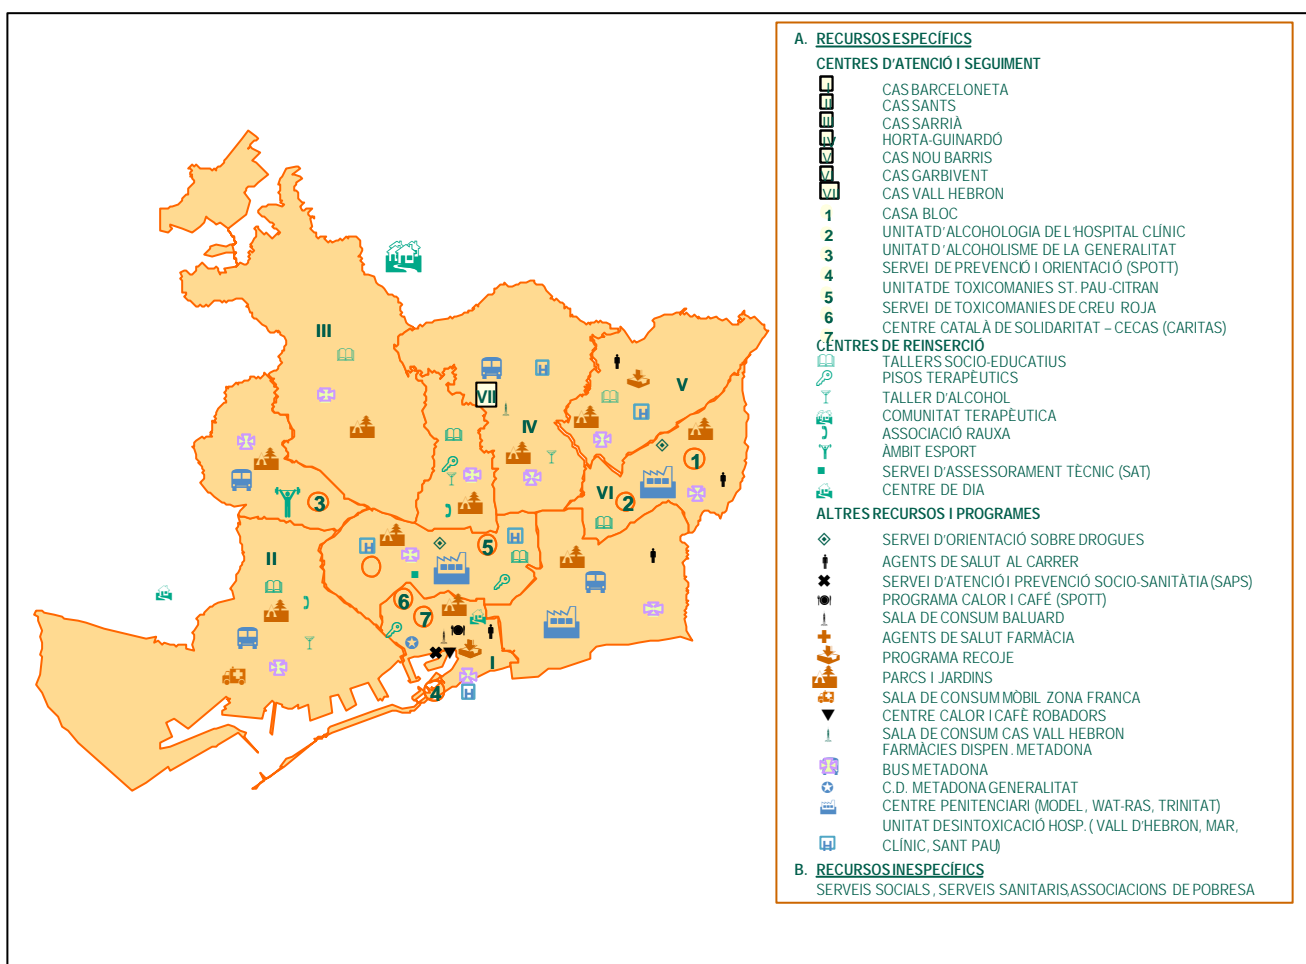 III
V
VII
IV
1
VI
2
3
II
5
6
7
I
4
A. RECURSOS ESPECÍFICS
CENTRES D'ATENCIÓ I SEGUIMENT
I CAS BARCELONETA
II CAS SANTS
III CAS SARRIÀ
IV HORTA-GUINARDÓ
V CAS NOU BARRIS
VI CAS GARBIVENT
VI CAS VALL HEBRON
1 CASA BLOC
2 UNITAT D'ALCOHOLOGIA DE L'HOSPITAL CLÍNIC
3 UNITAT D'ALCOHOLISME DE LA GENERALITAT
4 SERVEI DE PREVENCIÓ I ORIENTACIÓ (SPOTT)
UNITAT DE TOXICOMANIES ST. PAU-CITRAN
5 SERVEI DE TOXICOMANIES DE CREU ROJA
6 CENTRE CATALÀ DE SOLIDARITAT – CECAS (CARITAS)
7
CENTRES DE REINSERCIÓ
TALLERS SOCIO-EDUCATIUS
PISOS TERAPÈUTICS
TALLER D'ALCOHOL
COMUNITAT TERAPÈUTICA
ASSOCIACIÓ RAUXA
ÀMBIT ESPORT
SERVEI D'ASSESSORAMENT TÈCNIC (SAT)
CENTRE DE DIA
ALTRES RECURSOS I PROGRAMES
SERVEI D'ORIENTACIÓ SOBRE DROGUES
AGENTS DE SALUT AL CARRER
SERVEI D'ATENCIÓ I PREVENCIÓ SOCIO-SANITÀTIA (SAPS)
PROGRAMA CALOR I CAFÉ (SPOTT)
SALA DE CONSUM BALUARD
AGENTS DE SALUT FARMÀCIA
PROGRAMA RECOJE
PARCS I JARDINS
SALA DE CONSUM MÒBIL ZONA FRANCA
CENTRE CALOR I CAFÈ ROBADORS
SALA DE CONSUM CAS VALL HEBRON
FARMÀCIES DISPEN. METADONA
BUS METADONA
C.D. METADONA GENERALITAT
CENTRE PENITENCIARI (MODEL, WAT-RAS, TRINITAT)
UNITAT DESINTOXICACIÓ HOSP. ( VALL D'HEBRON, MAR,
CLÍNIC, SANT PAU)
B. RECURSOS INESPECÍFICS
SERVEIS SOCIALS, SERVEIS SANITARIS, ASSOCIACIONS DE POBRESA